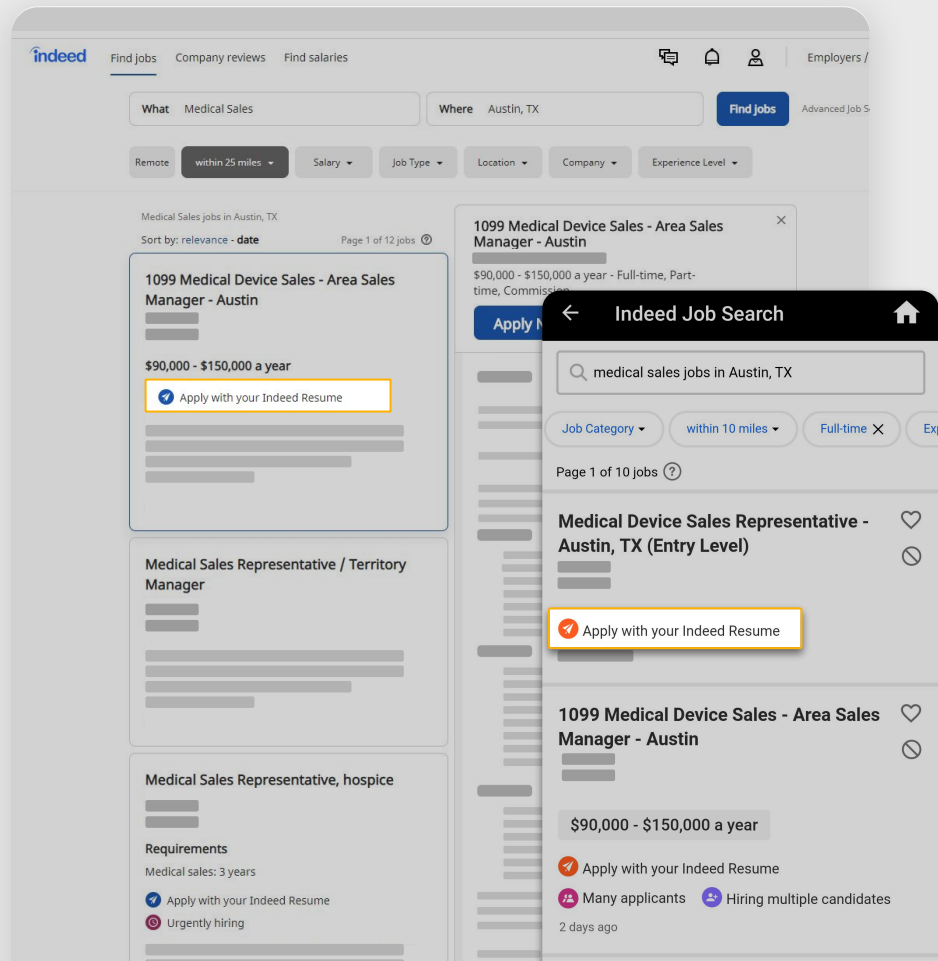 indeed
Find jobs Company reviews Find salaries
Employers /
What Medical Sales
Where Austin, TX
Find jobs
Advanced Job
Remote
within 25 miles
Salary
Job Type
Location
Company
Experience Level
Medical Sales jobs in Austin, TX
Sort by: relevance - date
Page 1 of 12 jobs
1099 Medical Device Sales - Area Sales
Manager - Austin
$90,000 - $150,000 a year
Apply with your Indeed Resume
Medical Sales Representative / Territory
Manager
Medical Sales Representative, hospice
Requirements
Medical sales: 3 years
Apply with your Indeed Resume
Urgently hiring
1099 Medical Device Sales - Area Sales
Manager - Austin
$90,000 - $150,000 a year - Full-time, Part-
time, Commission
Apply
Indeed Job Search
medical sales jobs in Austin, TX
Job Category
within 10 miles
Full-time
Page 1 of 10 jobs
Medical Device Sales Representative -
Austin, TX (Entry Level)
Apply with your Indeed Resume
1099 Medical Device Sales - Area Sales
Manager - Austin
$90,000 - $150,000 a year
Apply with your Indeed Resume
Many applicants
Hiring multiple candidates
2 days ago